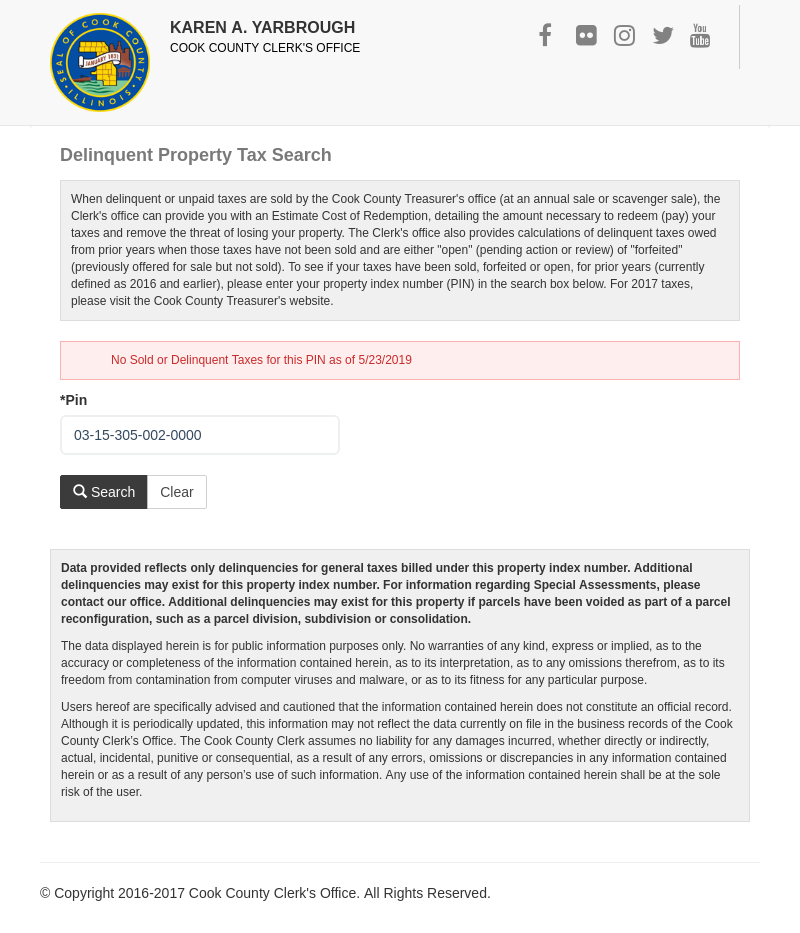 KAREN A. YARBROUGH
COOK COUNTY CLERK'S OFFICE
SEAL OF COOK COUNTY
ILLINOIS
JANUARY 1831
You
Tube
Delinquent Property Tax Search
When delinquent or unpaid taxes are sold by the Cook County Treasurer's office (at an annual sale or scavenger sale), the
Clerk's office can provide you with an Estimate Cost of Redemption, detailing the amount necessary to redeem (pay) your
taxes and remove the threat of losing your property. The Clerk's office also provides calculations of delinquent taxes owed
from prior years when those taxes have not been sold and are either "open" (pending action or review) of "forfeited"
(previously offered for sale but not sold). To see if your taxes have been sold, forfeited or open, for prior years (currently
defined as 2016 and earlier), please enter your property index number (PIN) in the search box below. For 2017 taxes,
please visit the Cook County Treasurer's website.
No Sold or Delinquent Taxes for this PIN as of 5/23/2019
*Pin
03-15-305-002-0000
Search Clear
Data provided reflects only delinquencies for general taxes billed under this property index number. Additional
delinquencies may exist for this property index number. For information regarding Special Assessments, please
contact our office. Additional delinquencies may exist for this property if parcels have been voided as part of a parcel
reconfiguration, such as a parcel division, subdivision or consolidation.
The data displayed herein is for public information purposes only. No warranties of any kind, express or implied, as to the
accuracy or completeness of the information contained herein, as to its interpretation, as to any omissions therefrom, as to its
freedom from contamination from computer viruses and malware, or as to its fitness for any particular purpose.
Users hereof are specifically advised and cautioned that the information contained herein does not constitute an official record.
Although it is periodically updated, this information may not reflect the data currently on file in the business records of the Cook
County Clerk’s Office. The Cook County Clerk assumes no liability for any damages incurred, whether directly or indirectly,
actual, incidental, punitive or consequential, as a result of any errors, omissions or discrepancies in any information contained
herein or as a result of any person’s use of such information. Any use of the information contained herein shall be at the sole
risk of the user.
© Copyright 2016-2017 Cook County Clerk's Office. All Rights Reserved.